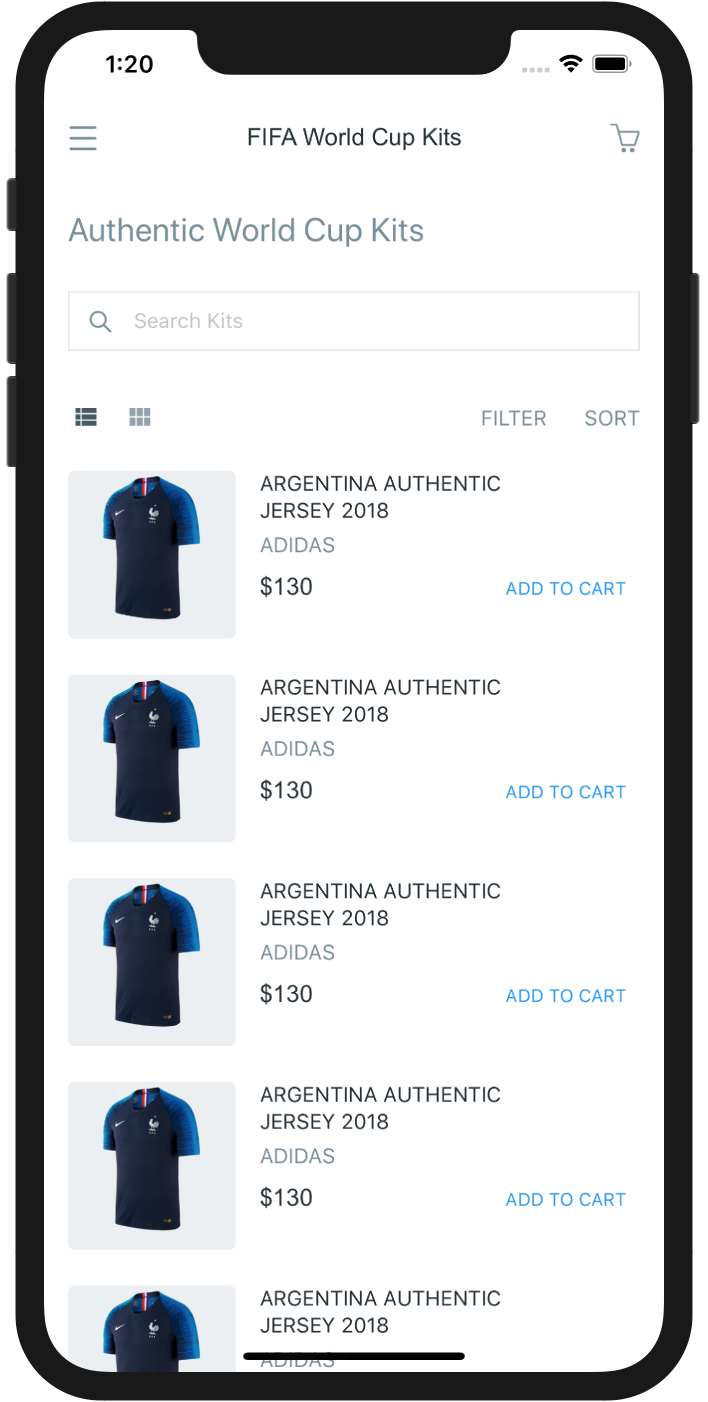 1:20
FIFA World Cup Kits
Authentic World Cup Kits
Search Kits
FILTER SORT
ARGENTINA AUTHENTIC
JERSEY 2018
ADIDAS
$130 ADD TO CART
ARGENTINA AUTHENTIC
JERSEY 2018
ADIDAS
$130 ADD TO CART
ARGENTINA AUTHENTIC
JERSEY 2018
ADIDAS
$130 ADD TO CART
ARGENTINA AUTHENTIC
JERSEY 2018
ADIDAS
$130 ADD TO CART
ARGENTINA AUTHENTIC
JERSEY 2018
ADIDAS